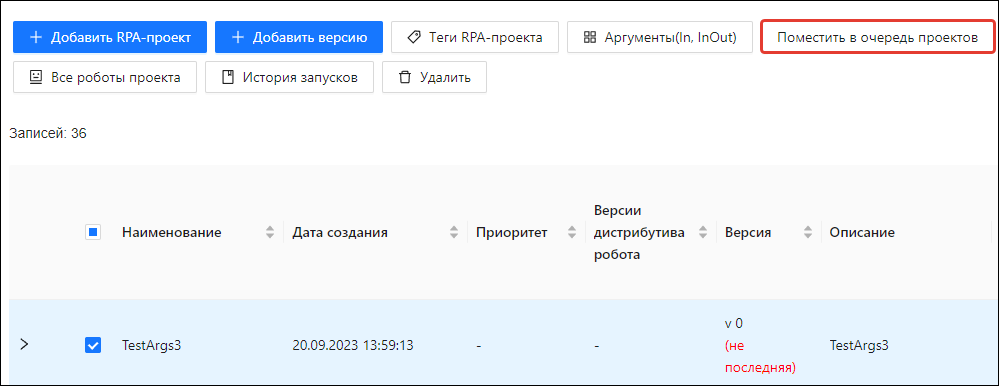 Добавить RPA-проект Добавить версию Теги RPA-проекта Аргументы(In, InOut) Поместить в очередь проектов
Все роботы проекта История запусков Удалить
Записей: 36
Наименование Дата создания Приоритет Версии дистрибутива робота Версия Описание
TestArgs3 20.09.2023 13:59:13 - - v 0 (не последняя) TestArgs3